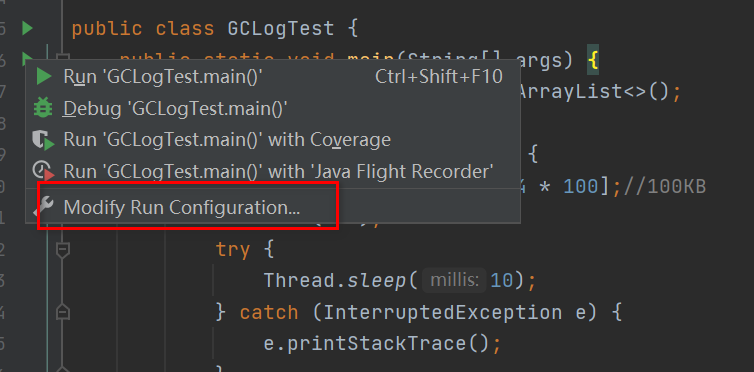 public class GCLogTest {
public static void main(String[] args) {
Run 'GCLogTest.main()' Ctrl+Shift+F10
ArrayList<>();
Debug 'GCLogTest.main()'
Run 'GCLogTest.main()' with Coverage
{
Run 'GCLogTest.main()' with 'Java Flight Recorder'
* 100];//100KB
Modify Run Configuration...
try {
Thread.sleep( millis: 10);
} catch (InterruptedException e) {
e.printStackTrace();